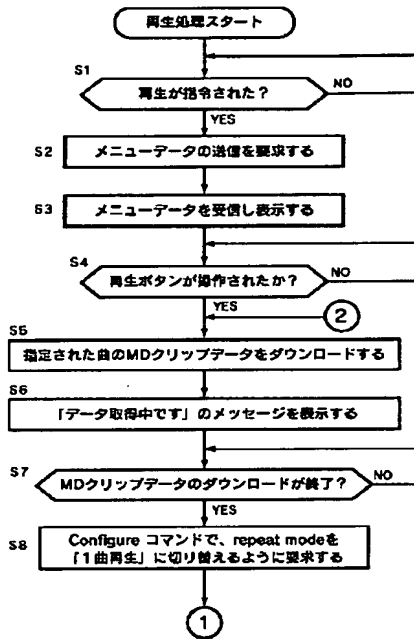 再生処理スタート
S1
再生が指令された？
NO
YES
S2
メニューデータの送信を要求する
S3
メニューデータを受信し表示する
S4
再生ボタンが操作されたか？
NO
YES
2
S5
指定された曲のMDクリップデータをダウンロードする
S6
「データ取得中です」のメッセージを表示する
S7
MDクリップデータのダウンロードが終了？
NO
YES
S8
Configure コマンドで、repeat modeを
「1曲再生」に切り替えるように要求する
1